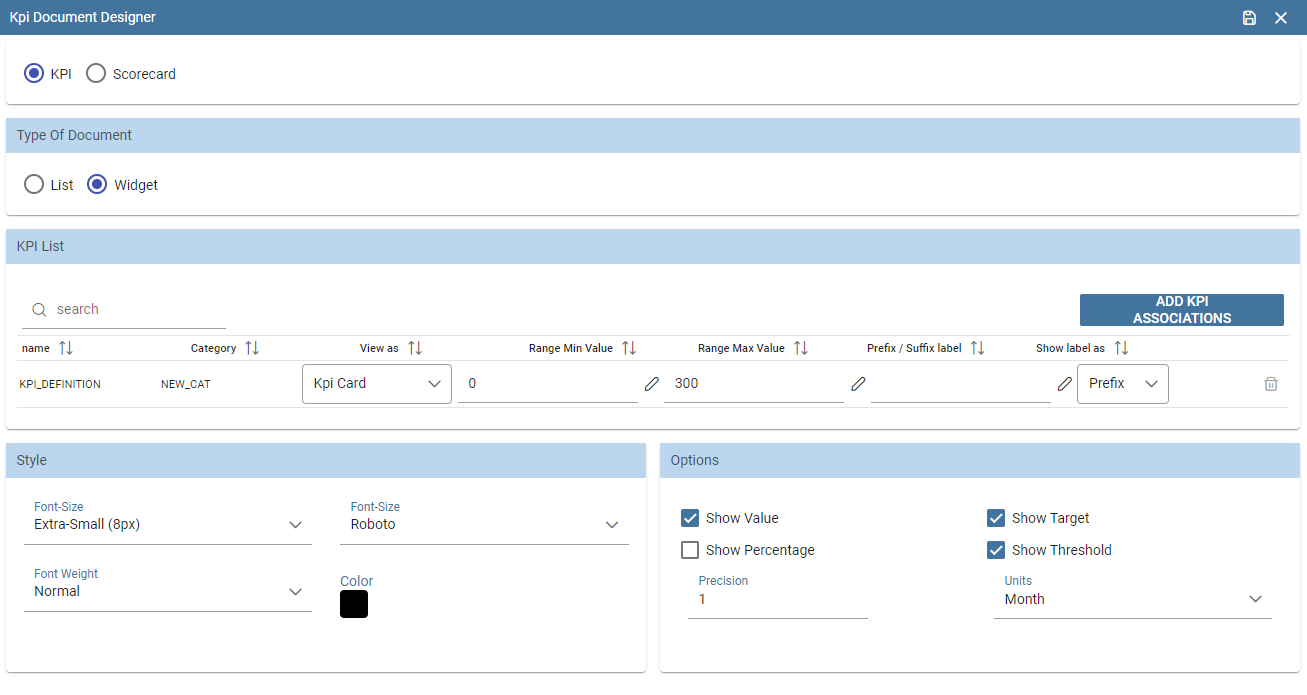 Kpi Document Designer
KPI Scorecard
Type Of Document
List Widget
KPI List
search
ADD KPI
ASSOCIATIONS
name Category View as Range Min Value Range Max Value Prefix / Suffix label Show label as
KPI_DEFINITION NEW_CAT Kpi Card 0 300 Prefix
Style
Font-Size Font-Size
Extra-Small (8px) Roboto
Font Weight
Normal
Color
Options
Show Value Show Target
Show Percentage Show Threshold
Precision Units
1 Month